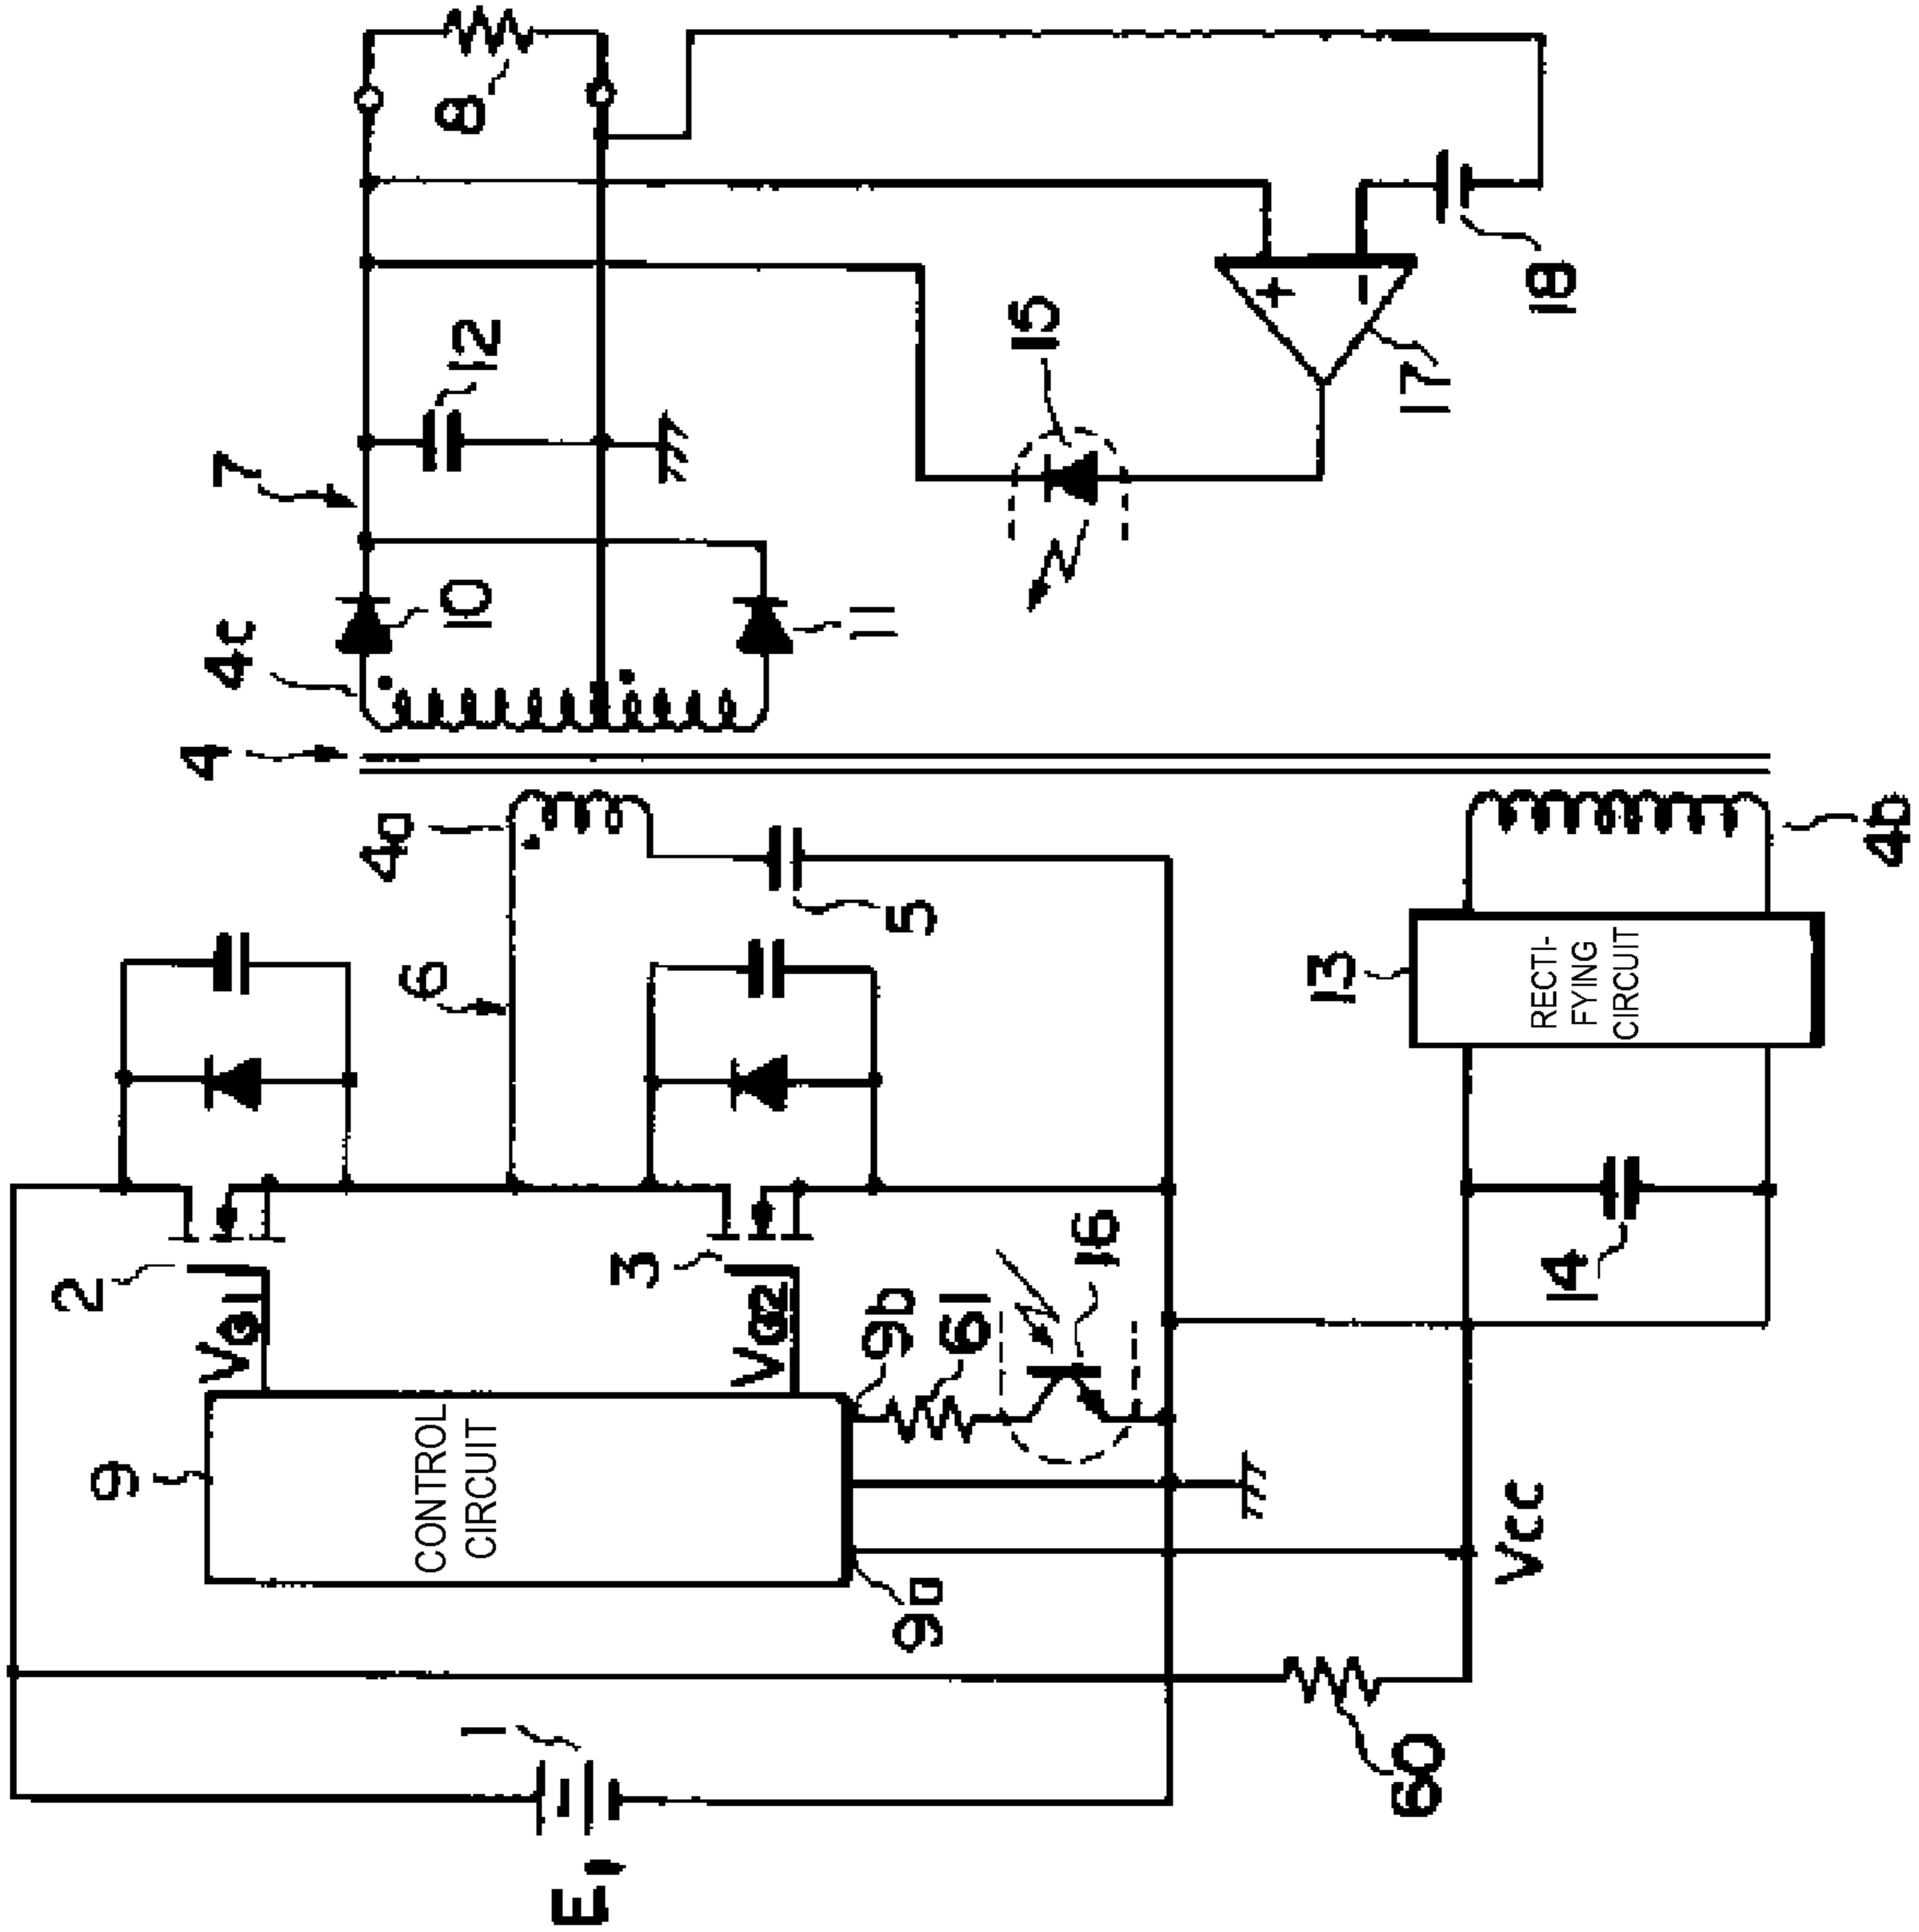 2
9
4
VG1
4c
7
4a
6
CONTROL
CIRCUIT
8
10
12
1
E1
3
VG2
11
9b
5
9a
61
15
16
13
60
17
Vcc
RECTI-
FYING
CIRCUIT
14
18
4b